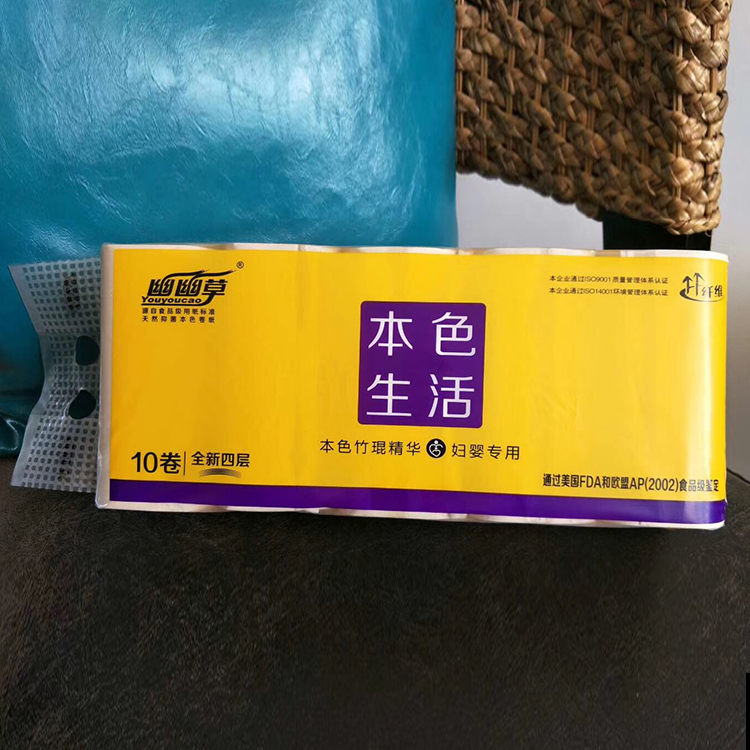 幽幽草®
Youyoucao
源自食品级用纸标准
天然抑菌本色卷纸
本企业通过ISO9001质量管理体系认证
本企业通过ISO14001环境管理体系认证
纤维
本色
生活
本色竹琨精华 妇婴专用
10卷 全新四层
通过美国FDA和欧盟AP(2002)食品级鉴定